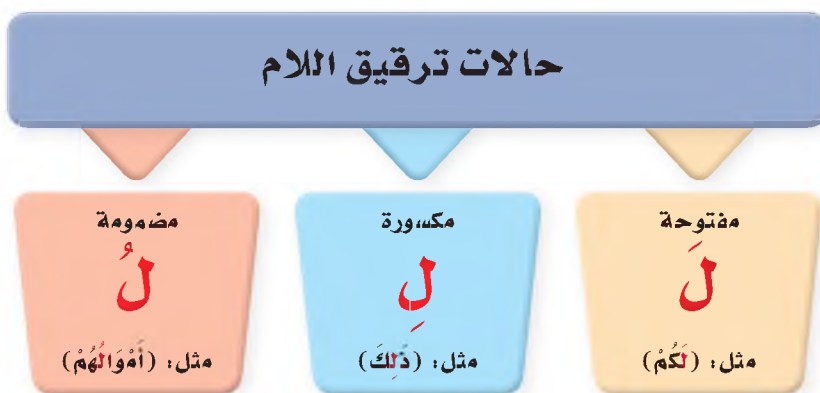 حالات ترقيق اللام
مفتوحة
لَ
مثل: (لَكُمْ)
مكسورة
لِ
مثل: (ذَلِكَ)
مضمومة
لُ
مثل: (أَمْوَالُهُمْ)